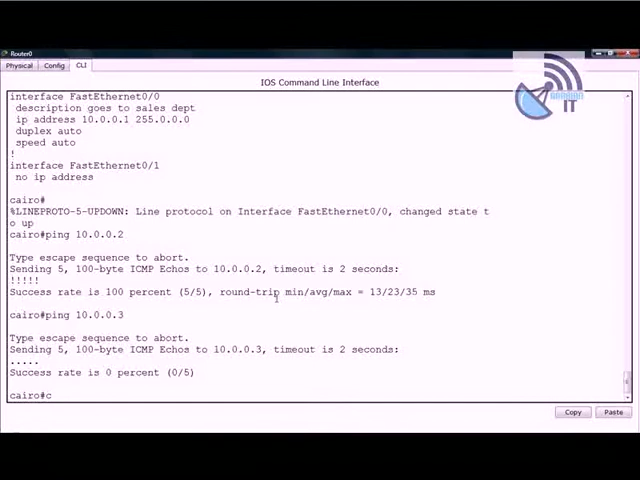 Router0
Physical Config CLI
IOS Command Line Interface
interface FastEthernet0/0
description goes to sales dept
ip address 10.0.0.1 255.0.0.0
duplex auto
speed auto
!
interface FastEthernet0/1
no ip address
cairo#
%LINEPROTO-5-UPDOWN: Line protocol on Interface FastEthernet0/0, changed state t
o up
cairo#ping 10.0.0.2
Type escape sequence to abort.
Sending 5, 100-byte ICMP Echos to 10.0.0.2, timeout is 2 seconds:
!!!!!
Success rate is 100 percent (5/5), round-trip min/avg/max = 13/23/35 ms
cairo#ping 10.0.0.3
Type escape sequence to abort.
Sending 5, 100-byte ICMP Echos to 10.0.0.3, timeout is 2 seconds:
.....
Success rate is 0 percent (0/5)
cairo#c
Copy Paste
IT